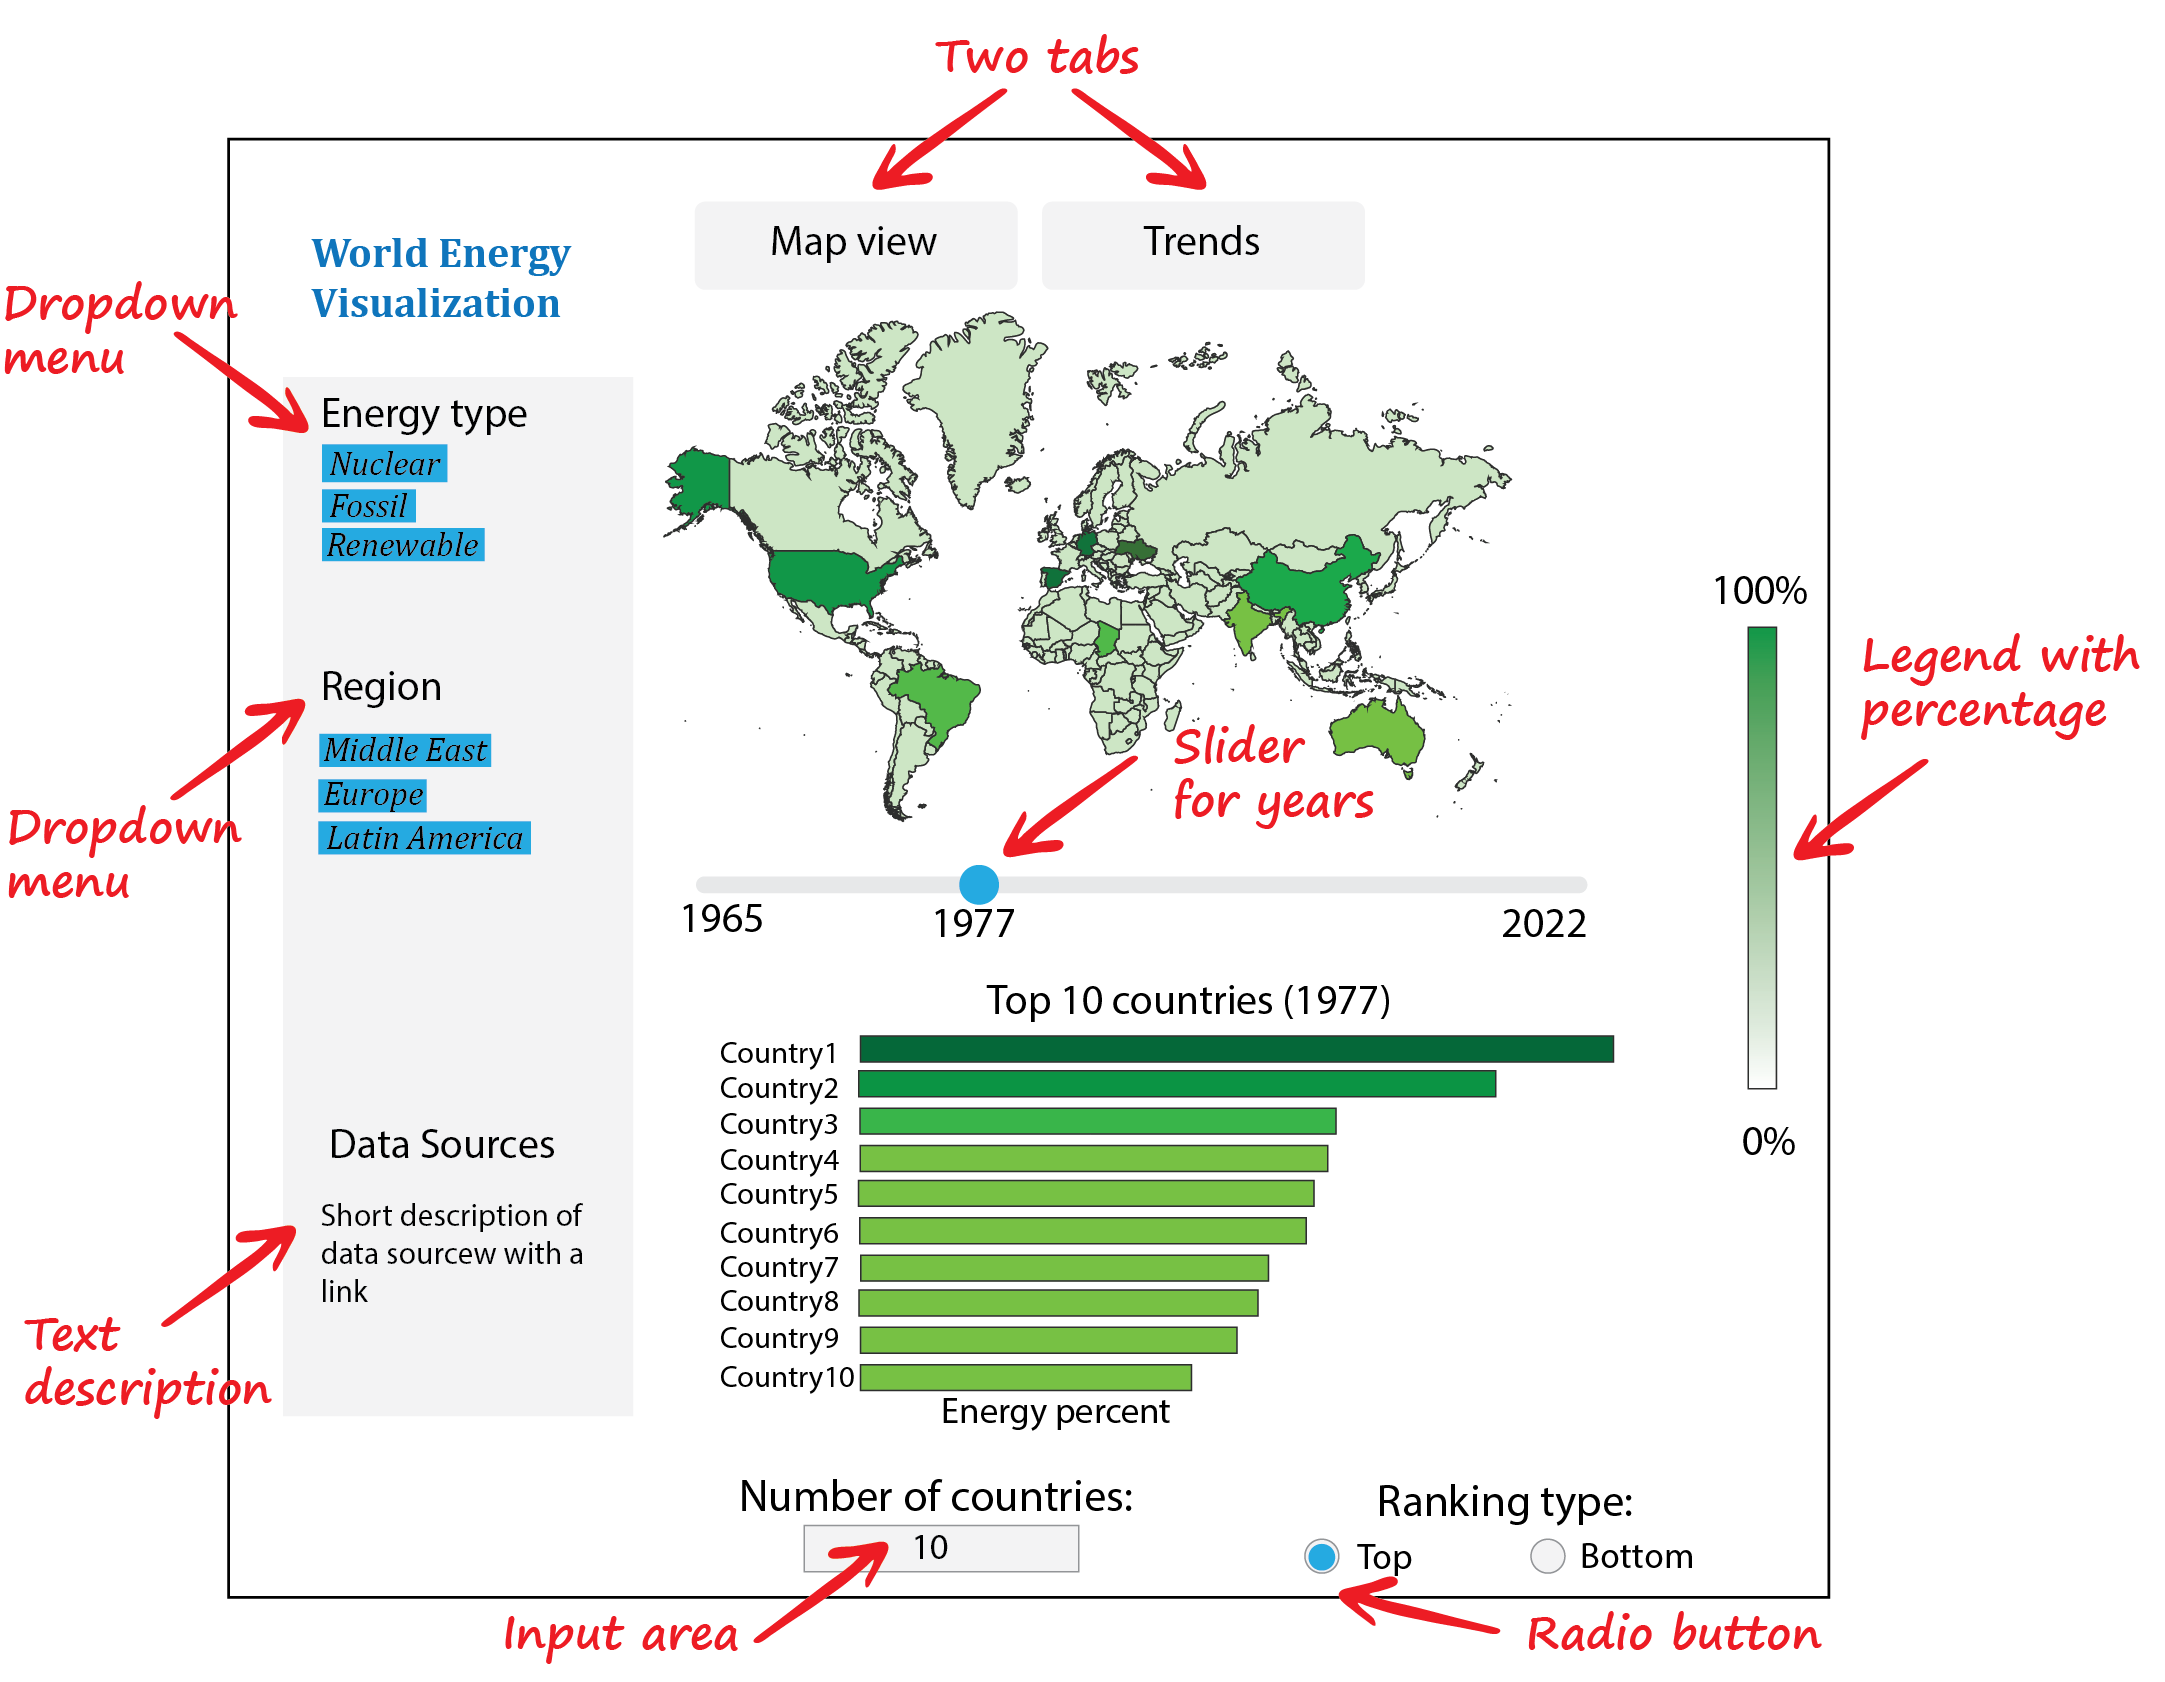 Two tabs
Map view
Trends
World Energy
Visualization
Dropdown
menu
Energy type
Nuclear
Fossil
Renewable
Region
Middle East
Europe
Latin America
Dropdown
menu
100%
Legend with
percentage
0%
Slider
for years
1965
1977
2022
Top 10 countries (1977)
Country1
Country2
Country3
Country4
Country5
Country6
Country7
Country8
Country9
Country10
Energy percent
Data Sources
Short description of
data sourcew with a
link
Text
description
Number of countries:
10
Ranking type:
Top
Bottom
Input area
Radio button